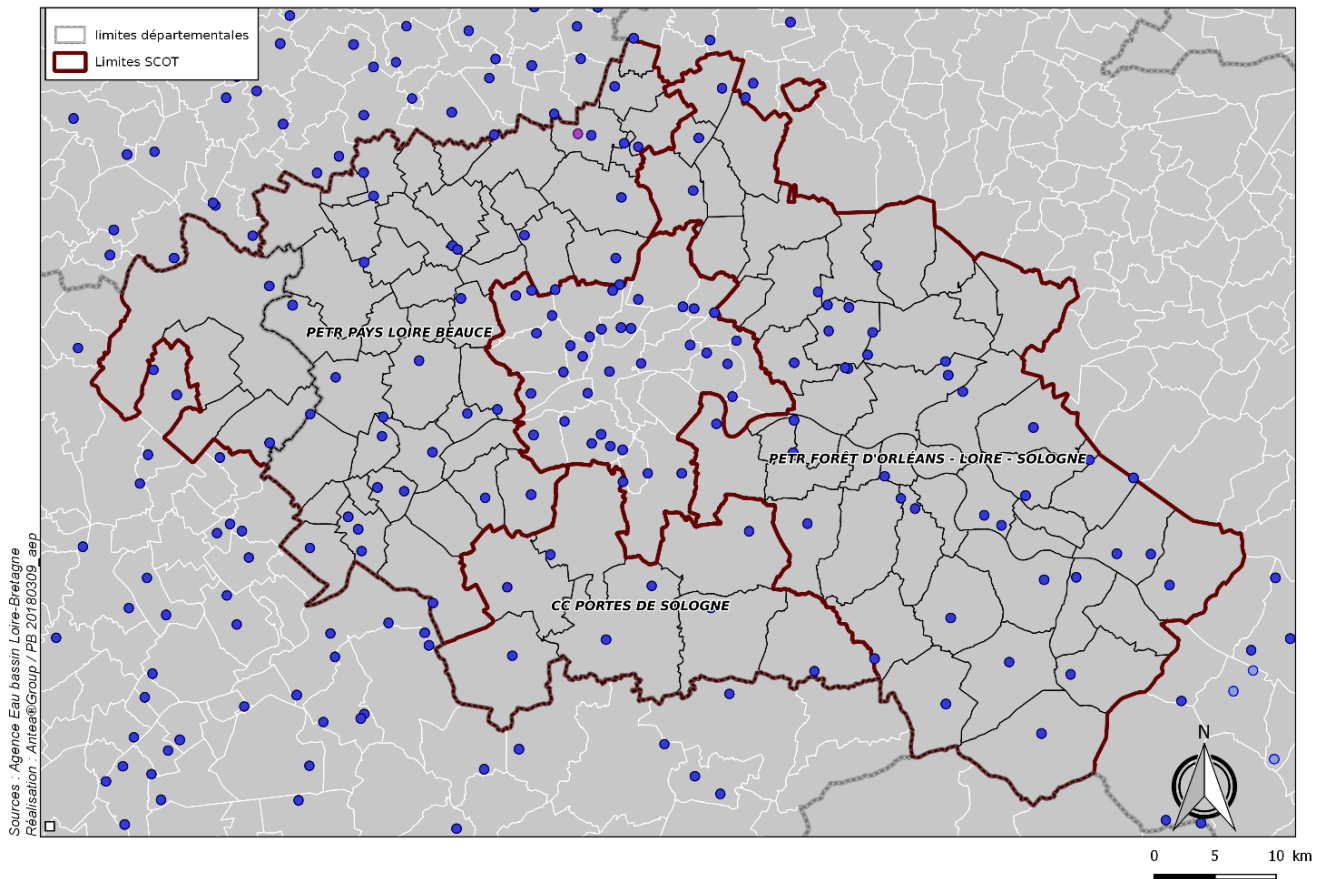 limites départementales
Limites SCOT
PETR PAYS LOIRE BEAUCE
PETR FORÊT D'ORLÉANS - LOIRE - SOLOGNE
CC PORTES DE SOLOGNE
Sources : Agence Eau bassin Loire-Bretagne
Réalisation : Antea®Group / PB 20180309_aep
N
0 5 10 km